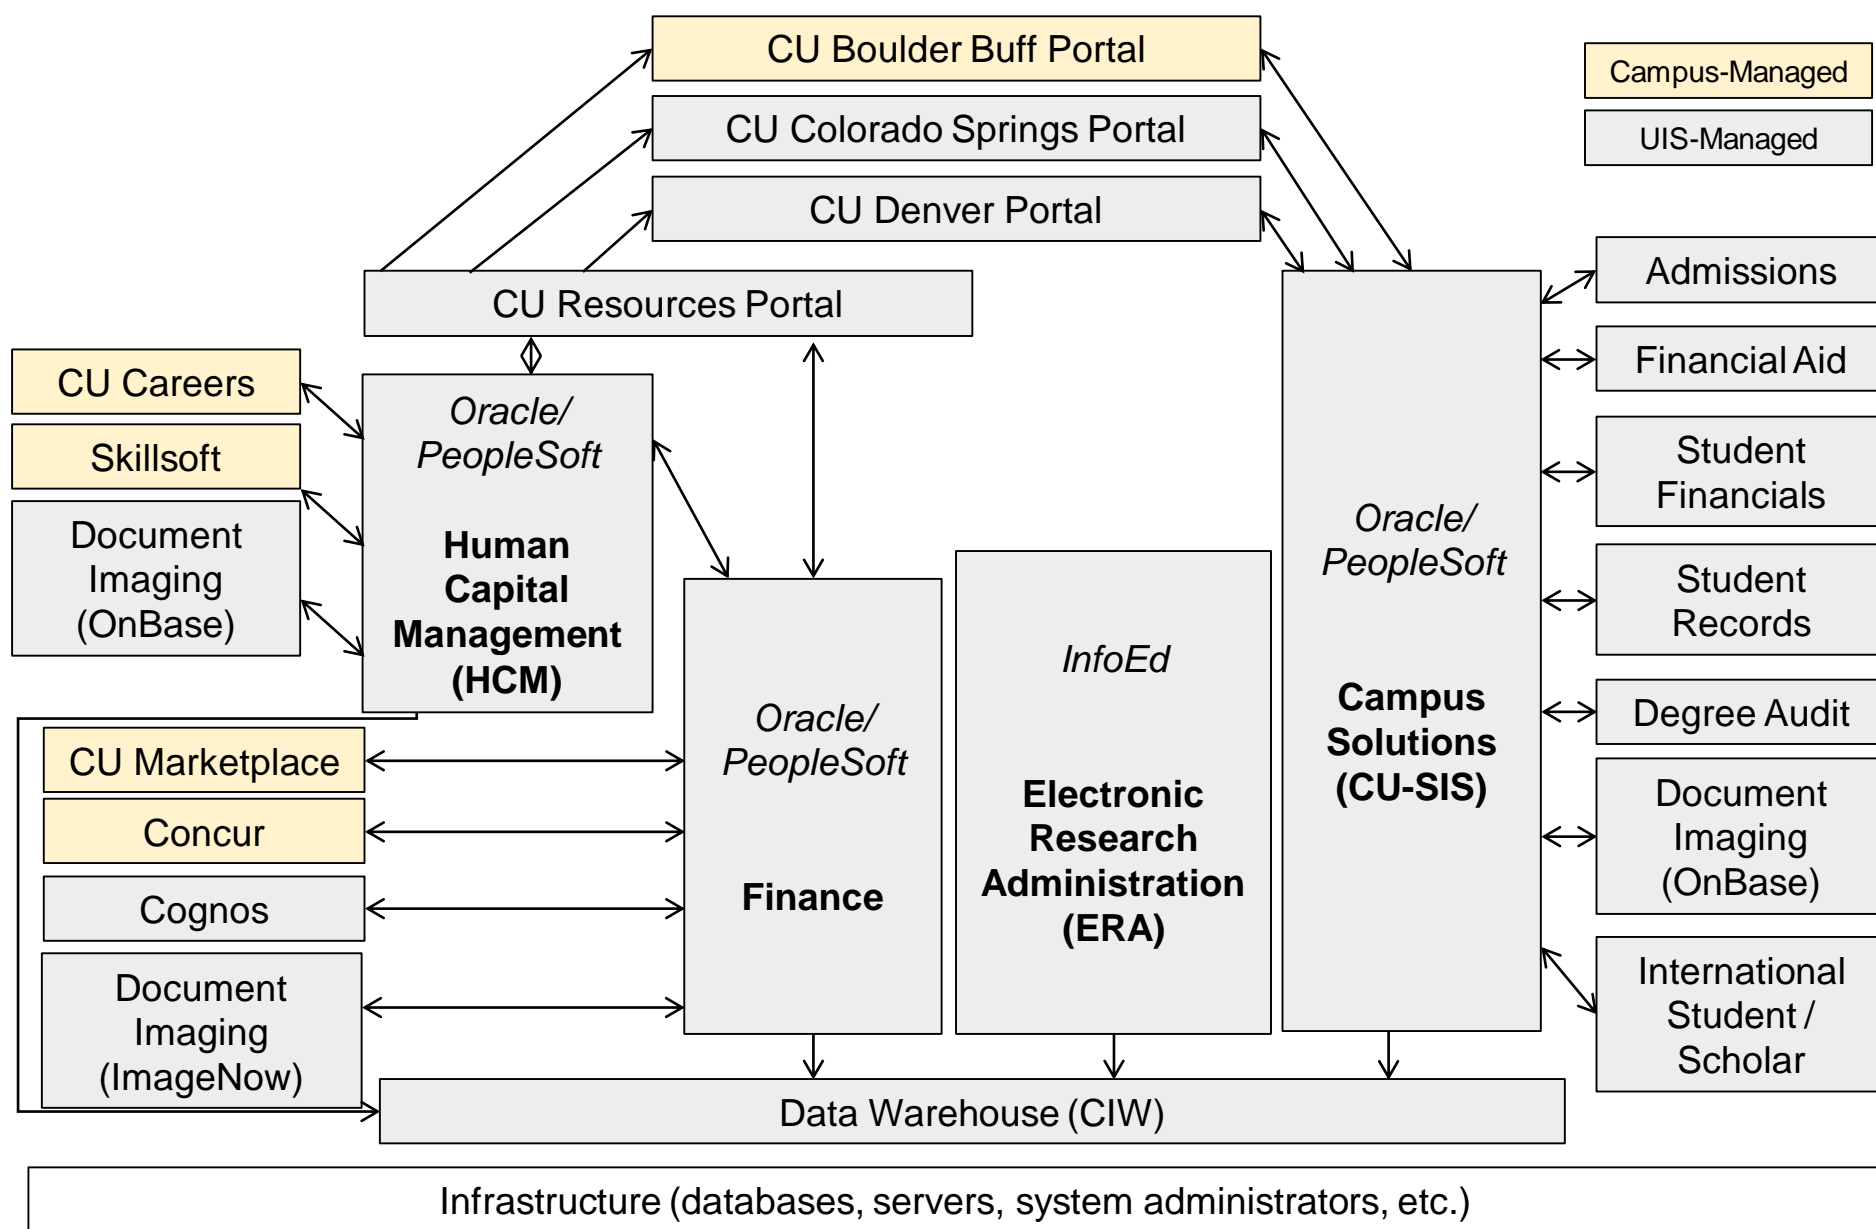 CU Boulder Buff Portal
CU Colorado Springs Portal
CU Denver Portal
Campus-Managed
UIS-Managed
CU Resources Portal
CU Careers
Skillsoft
Document
Imaging
(OnBase)
Oracle/
PeopleSoft
Human
Capital
Management
(HCM)
CU Marketplace
Concur
Cognos
Document
Imaging
(ImageNow)
Oracle/
PeopleSoft
Finance
InfoEd
Electronic
Research
Administration
(ERA)
Oracle/
PeopleSoft
Campus
Solutions
(CU-SIS)
Admissions
Financial Aid
Student
Financials
Student
Records
Degree Audit
Document
Imaging
(OnBase)
International
Student /
Scholar
Data Warehouse (CIW)
Infrastructure (databases, servers, system administrators, etc.)